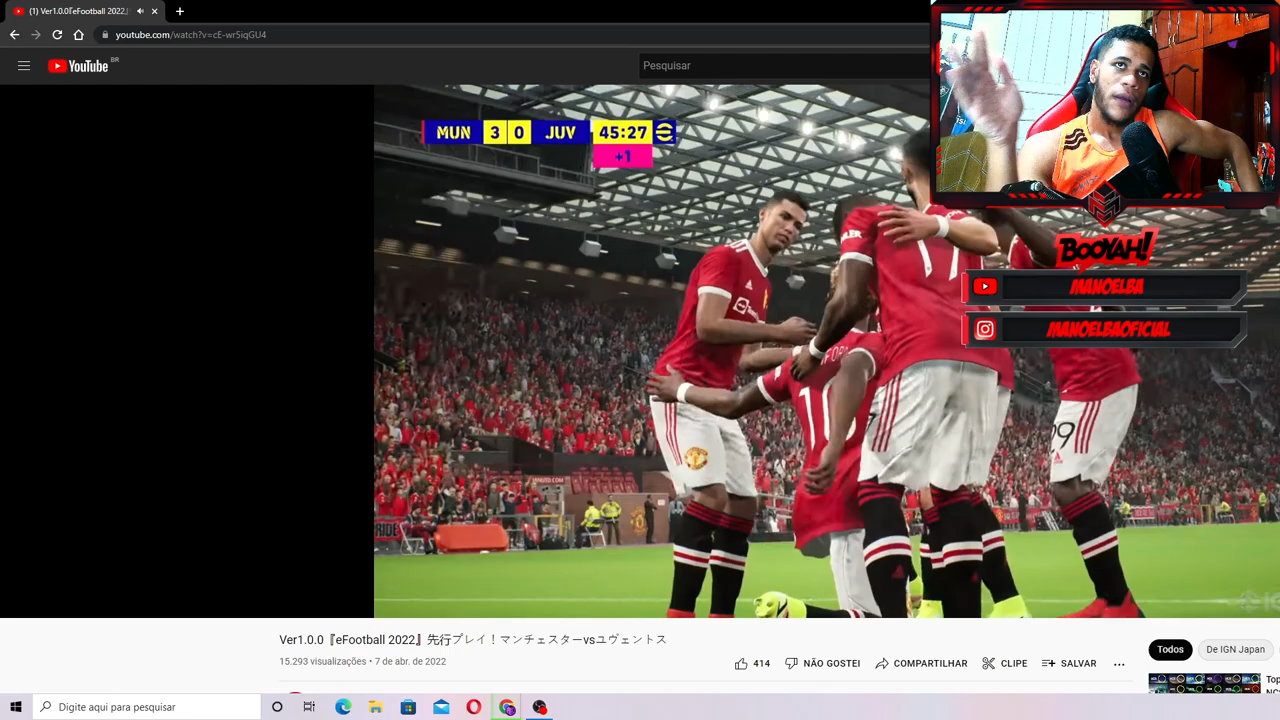 (1) Ver1.0.0『eFootball 2022』
youtube.com/watch?v=cE-wr5iqGU4
YouTube BR
Pesquisar
MUN 3 0 JUV 45:27
+1
17
10
BOOYAH!
MANOELBA
MANOELBAOFICIAL
Ver1.0.0『eFootball 2022』先行プレイ！マンチェスターvsユヴェントス
15.293 visualizações • 7 de abr. de 2022
414
NÃO GOSTEI
COMPARTILHAR
CLIPE
SALVAR
Todos
De IGN Japan
Digite aqui para pesquisar